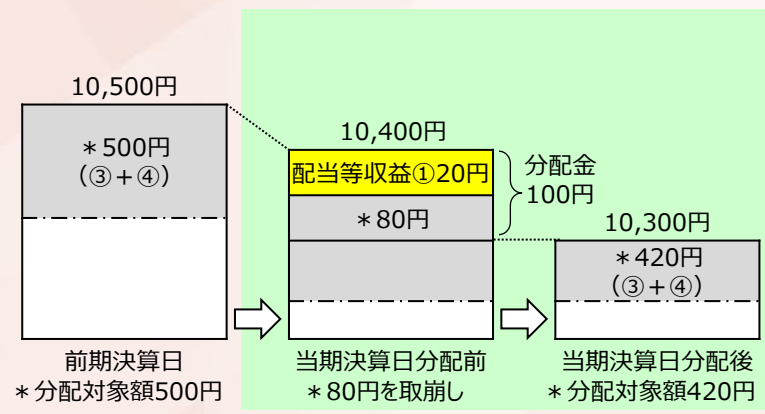 10,500円
＊500円
（③＋④）
前期決算日
＊分配対象額500円
10,400円
配当等収益①20円
＊80円
分配金
100円
当期決算日分配前
＊80円を取崩し
10,300円
＊420円
（③＋④）
当期決算日分配後
＊分配対象額420円